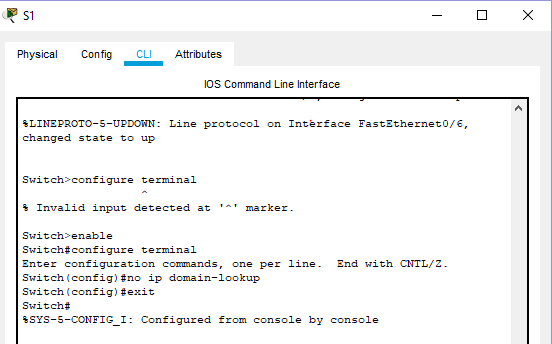 S1
Physical Config CLI Attributes
IOS Command Line Interface
%LINEPROTO-5-UPDOWN: Line protocol on Interface FastEthernet0/6,
changed state to up
Switch>configure terminal
^
% Invalid input detected at '^' marker.
Switch>enable
Switch#configure terminal
Enter configuration commands, one per line.  End with CNTL/Z.
Switch(config)#no ip domain-lookup
Switch(config)#exit
Switch#
%SYS-5-CONFIG_I: Configured from console by console